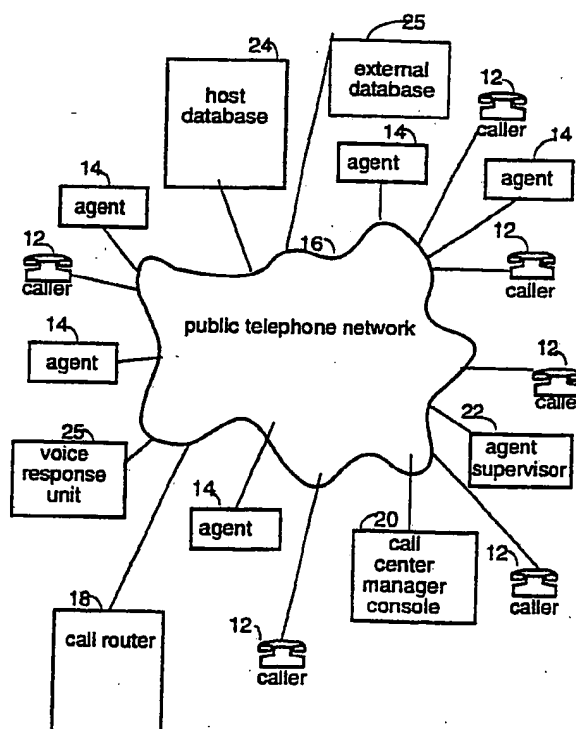 24
host
database
25
external
database
12
caller
14
agent
14
agent
14
agent
12
caller
16
12
caller
public telephone network
14
agent
12
caller
22
agent
supervisor
25
voice
response
unit
14
agent
20
call
center
manager
console
12
caller
18
call router
12
caller